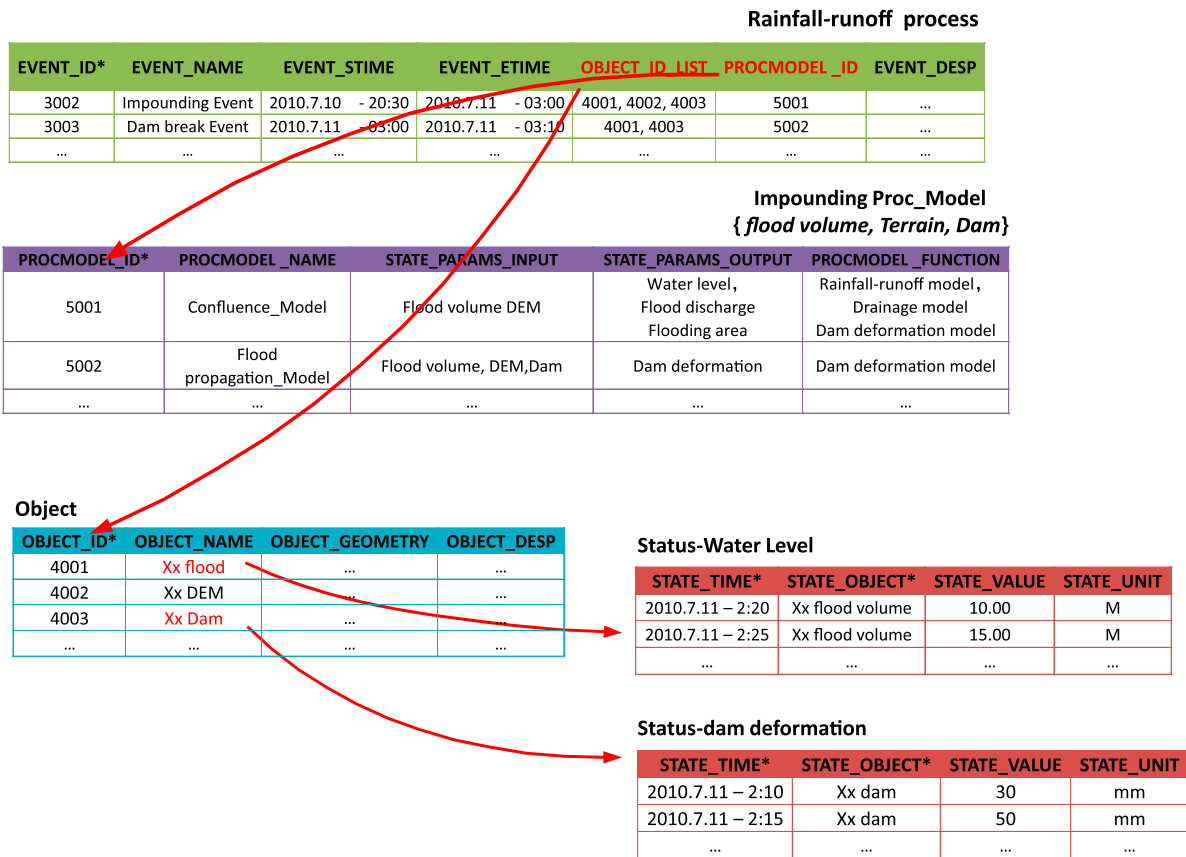 Rainfall-runoff process
EVENT_ID* EVENT_NAME EVENT_STIME EVENT_ETIME OBJECT_ID_LIST PROCMODEL _ID EVENT_DESP
3002 Impounding Event 2010.7.10 - 20:30 2010.7.11 - 03:00 4001, 4002, 4003 5001 ...
3003 Dam break Event 2010.7.11 - 03:00 2010.7.11 - 03:10 4001, 4003 5002 ...
... ... ... ... ... ... ...
Impounding Proc_Model
{ flood volume, Terrain, Dam}
PROCMODEL_ID* PROCMODEL _NAME STATE_PARAMS_INPUT STATE_PARAMS_OUTPUT PROCMODEL _FUNCTION
5001 Confluence_Model Flood volume DEM Water level, Flood discharge Flooding area Rainfall-runoff model, Drainage model Dam deformation model
5002 Flood propagation_Model Flood volume, DEM,Dam Dam deformation Dam deformation model
... ... ... ... ...
Object
OBJECT_ID* OBJECT_NAME OBJECT_GEOMETRY OBJECT_DESP
4001 Xx flood ... ...
4002 Xx DEM ... ...
4003 Xx Dam ... ...
... ... ... ...
Status-Water Level
STATE_TIME* STATE_OBJECT* STATE_VALUE STATE_UNIT
2010.7.11 – 2:20 Xx flood volume 10.00 M
2010.7.11 – 2:25 Xx flood volume 15.00 M
... ... ... ...
Status-dam deformation
STATE_TIME* STATE_OBJECT* STATE_VALUE STATE_UNIT
2010.7.11 – 2:10 Xx dam 30 mm
2010.7.11 – 2:15 Xx dam 50 mm
... ... ... ...